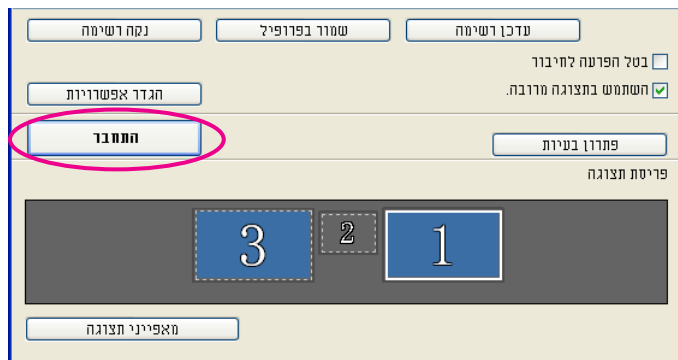 עדכן רשימה שמור בפרופיל נקה רשימה
בטל הפרעה לחיבור
השתמש בתצוגה מרובה.
הגדר אפשרויות
התחבר
פתרון בעיות
פריסת תצוגה
1 2 3
מאפייני תצוגה